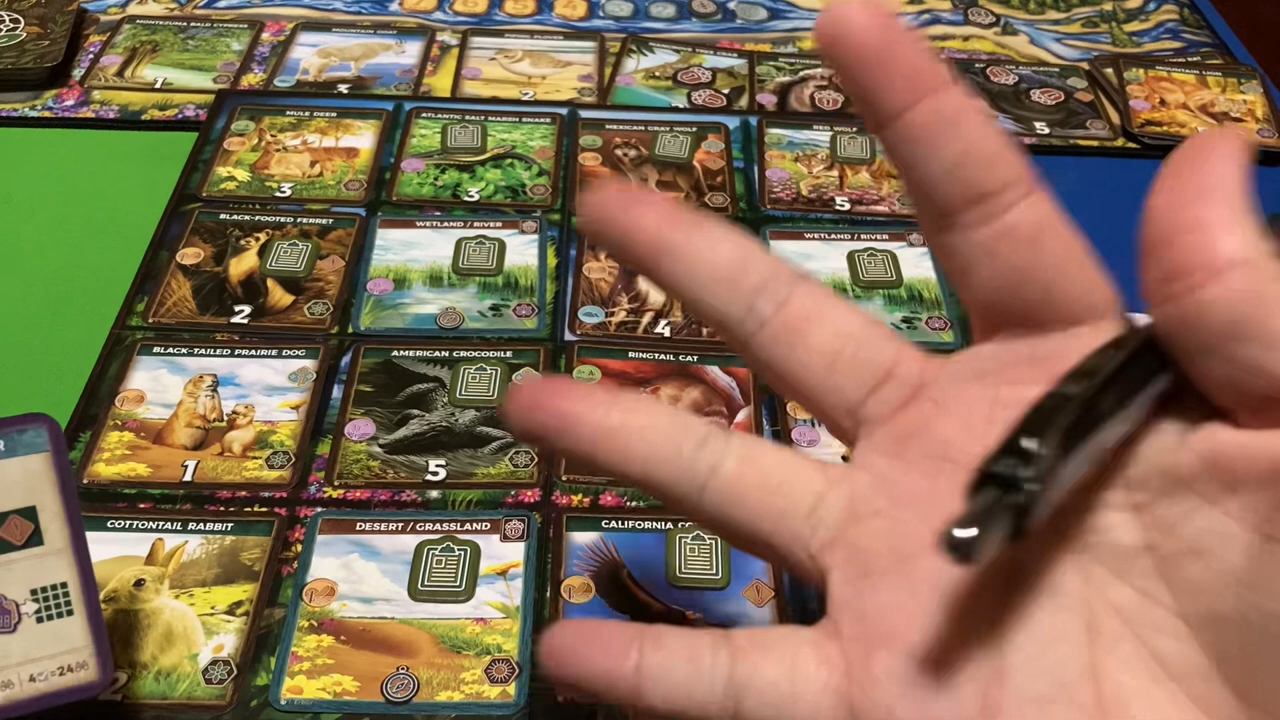 MONTEZUMA BALD CYPRESS
1
MOUNTAIN GOAT
3
PIPING PLOVER
2
5
MOUNTAIN LION
MULE DEER
3
ATLANTIC SALT MARSH SNAKE
3
MEXICAN GRAY WOLF
RED WOLF
5
BLACK-FOOTED FERRET
2
WETLAND / RIVER
4
WETLAND / RIVER
BLACK-TAILED PRAIRIE DOG
1
AMERICAN CROCODILE
5
RINGTAIL CAT
COTTONTAIL RABBIT
2
DESERT / GRASSLAND
CALIFORNIA CO